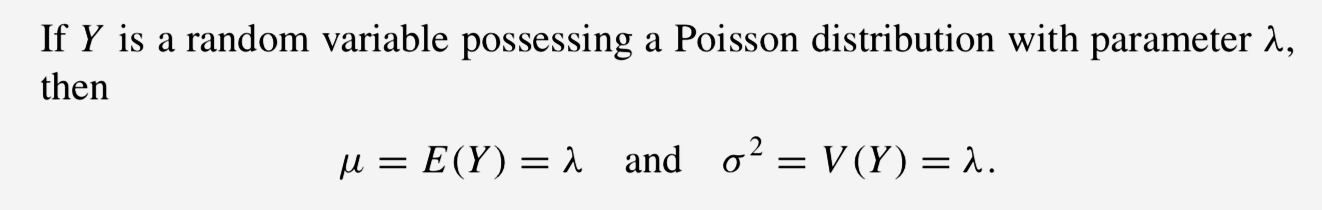 If Y is a random variable possessing a Poisson distribution with parameter λ,
then
μ = E(Y) = λ and σ² = V(Y) = λ.